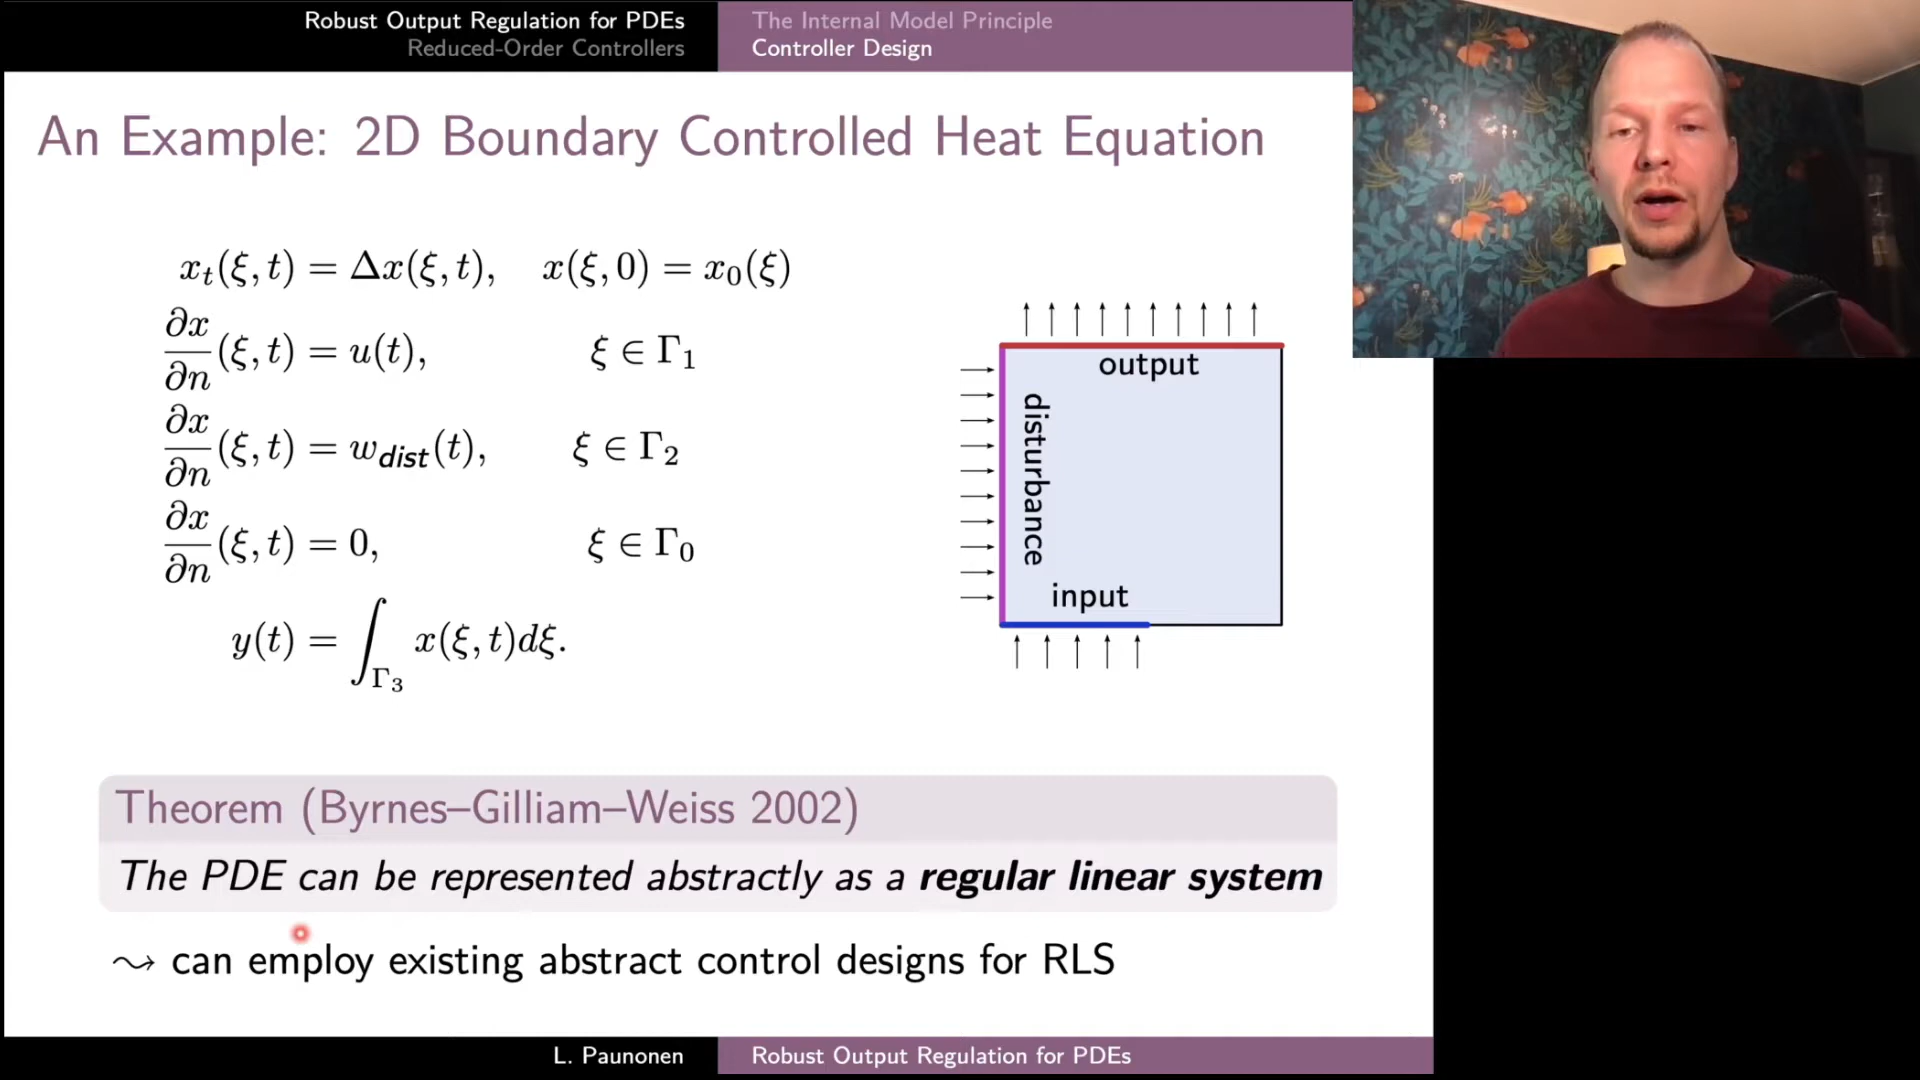 Robust Output Regulation for PDEs
Reduced-Order Controllers
The Internal Model Principle
Controller Design
An Example: 2D Boundary Controlled Heat Equation
x_t(ξ, t) = Δx(ξ, t), x(ξ, 0) = x_0(ξ)
∂x/∂n (ξ, t) = u(t), ξ ∈ Γ_1
∂x/∂n (ξ, t) = w_dist(t), ξ ∈ Γ_2
∂x/∂n (ξ, t) = 0, ξ ∈ Γ_0
y(t) = ∫_{Γ_3} x(ξ, t)dξ.
output
disturbance
input
Theorem (Byrnes–Gilliam–Weiss 2002)
The PDE can be represented abstractly as a regular linear system
⇝ can employ existing abstract control designs for RLS
L. Paunonen
Robust Output Regulation for PDEs